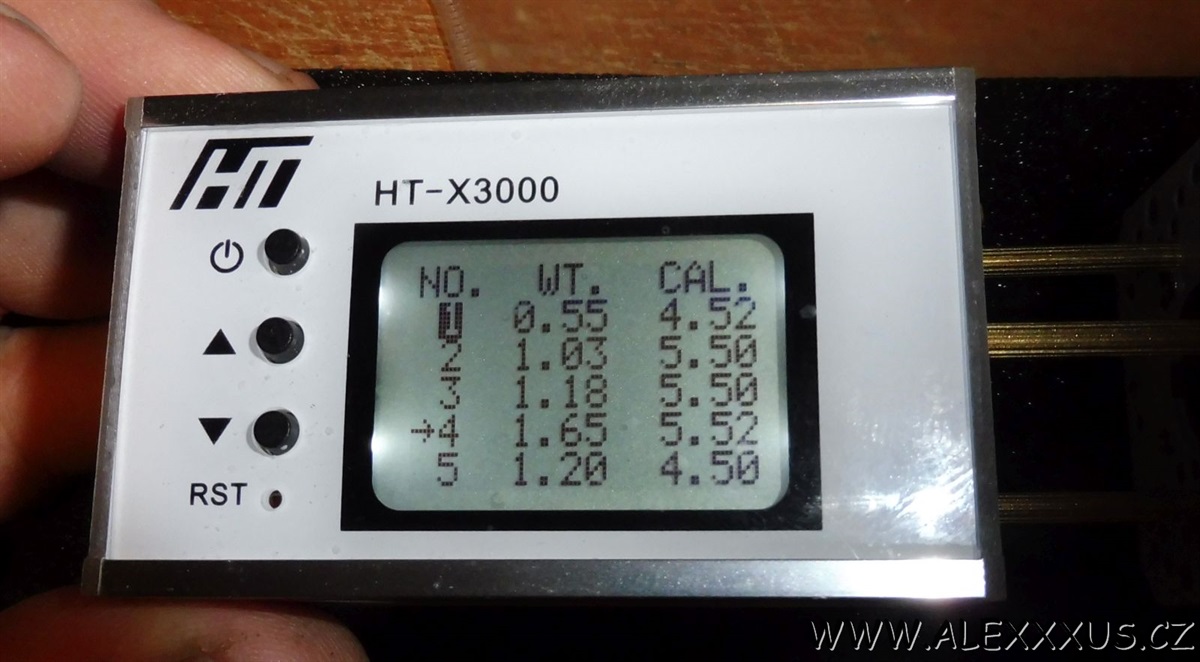 HT
HT-X3000
NO. WT. CAL.
1 0.55 4.52
2 1.03 5.50
3 1.18 5.50
→4 1.65 5.52
5 1.20 4.50
RST
WWW.ALEXXXUS.CZ